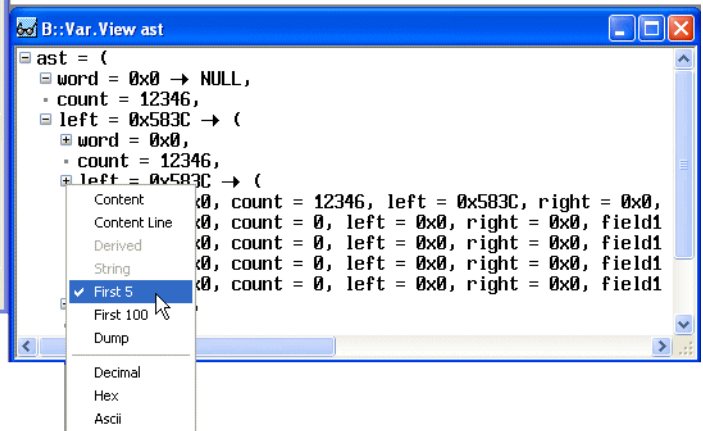 B::Var.View ast
ast = (
word = 0x0 → NULL,
count = 12346,
left = 0x583C → (
word = 0x0,
count = 12346,
left = 0x583C → (
x0, count = 12346, left = 0x583C, right = 0x0,
x0, count = 0, left = 0x0, right = 0x0, field1
x0, count = 0, left = 0x0, right = 0x0, field1
x0, count = 0, left = 0x0, right = 0x0, field1
x0, count = 0, left = 0x0, right = 0x0, field1
Content
Content Line
Derived
String
First 5
First 100
Dump
Decimal
Hex
Ascii